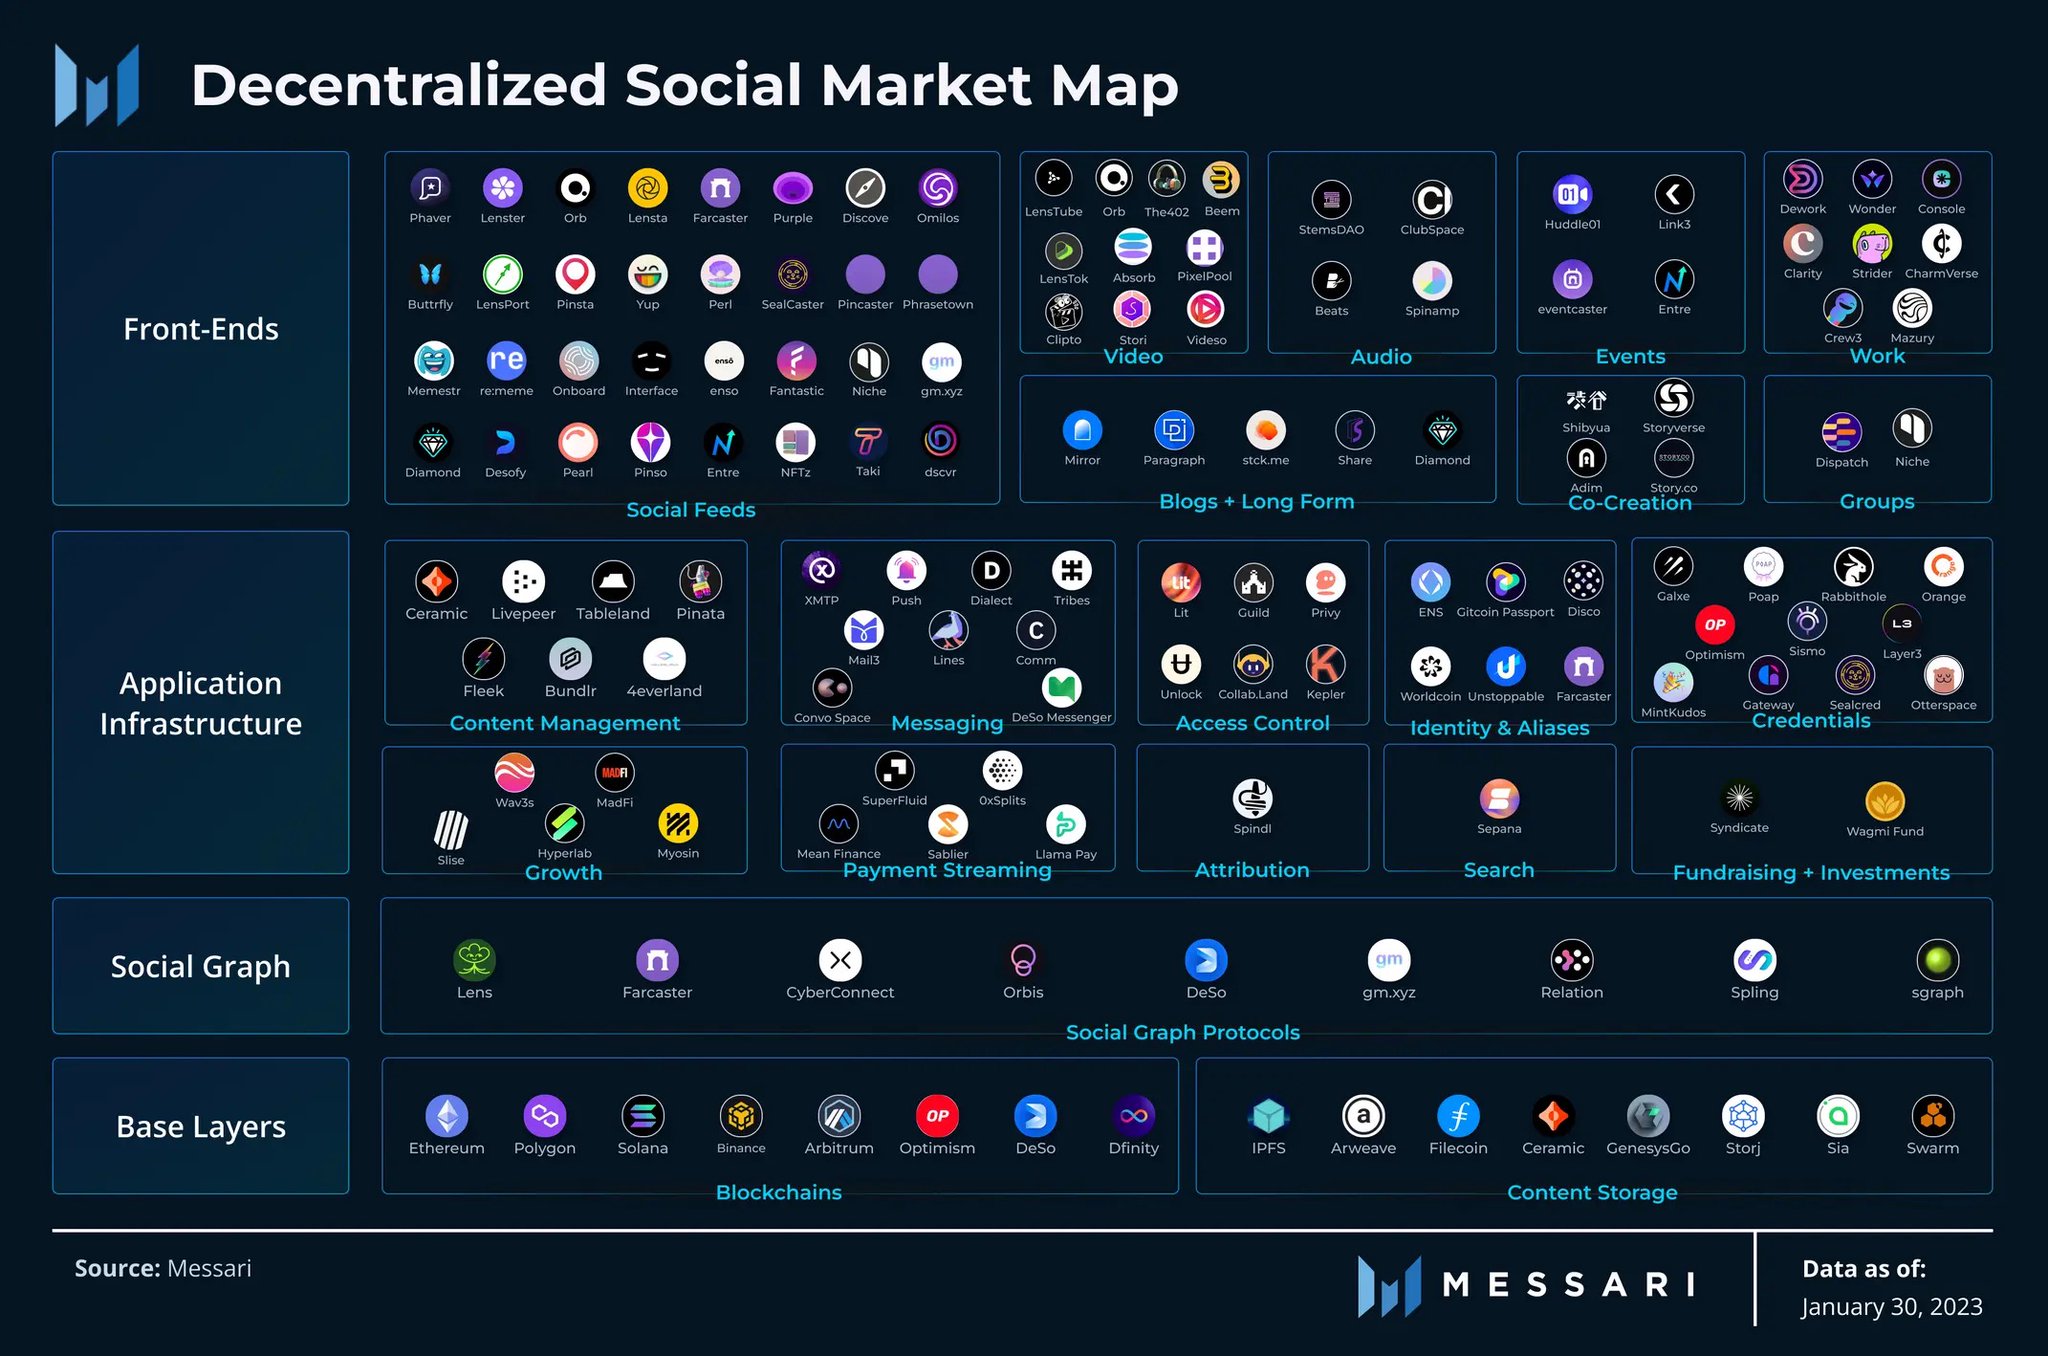 Decentralized Social Market Map
Front-Ends
Phaver Lenster Orb Lensta Farcaster Purple Discove Omilos
Buttrfly LensPort Pinsta Yup Perl SealCaster Pincaster Phrasetown
Memestr re:meme Onboard Interface enso Fantastic Niche gm.xyz
Diamond Desofy Pearl Pinso Entre NFTz Taki dscvr
Social Feeds
LensTube Orb The402 Beem
LensTok Absorb PixelPool
Clipto Stori Videso
Video
StemsDAO ClubSpace
Beats Spinamp
Audio
Huddle01 Link3
eventcaster Entre
Events
Dework Wonder Console
Clarity Strider CharmVerse
Crew3 Mazury
Work
Mirror Paragraph stck.me Share Diamond
Blogs + Long Form
Shibyua Storyverse
Adim Story.co
Co-Creation
Dispatch Niche
Groups
Application
Infrastructure
Ceramic Livepeer Tableland Pinata
Fleek Bundlr 4everland
Content Management
XMTP Push Dialect Tribes
Mail3 Lines Comm
Convo Space DeSo Messenger
Messaging
Lit Guild Privy
Unlock Collab.Land Kepler
Access Control
ENS Gitcoin Passport Disco
Worldcoin Unstoppable Farcaster
Identity & Aliases
Galxe Poap Rabbithole Orange
Optimism Sismo Layer3
MintKudos Gateway Sealcred Otterspace
Credentials
Wav3s MadFi
Slise Hyperlab Myosin
Growth
SuperFluid 0xSplits
Mean Finance Sablier Llama Pay
Payment Streaming
Spindl
Attribution
Sepana
Search
Syndicate Wagmi Fund
Fundraising + Investments
Social Graph
Lens Farcaster CyberConnect Orbis DeSo gm.xyz Relation Spling sgraph
Social Graph Protocols
Base Layers
Ethereum Polygon Solana Binance Arbitrum Optimism DeSo Dfinity
Blockchains
IPFS Arweave Filecoin Ceramic GenesysGo Storj Sia Swarm
Content Storage
Source: Messari
MESSARI
Data as of:
January 30, 2023